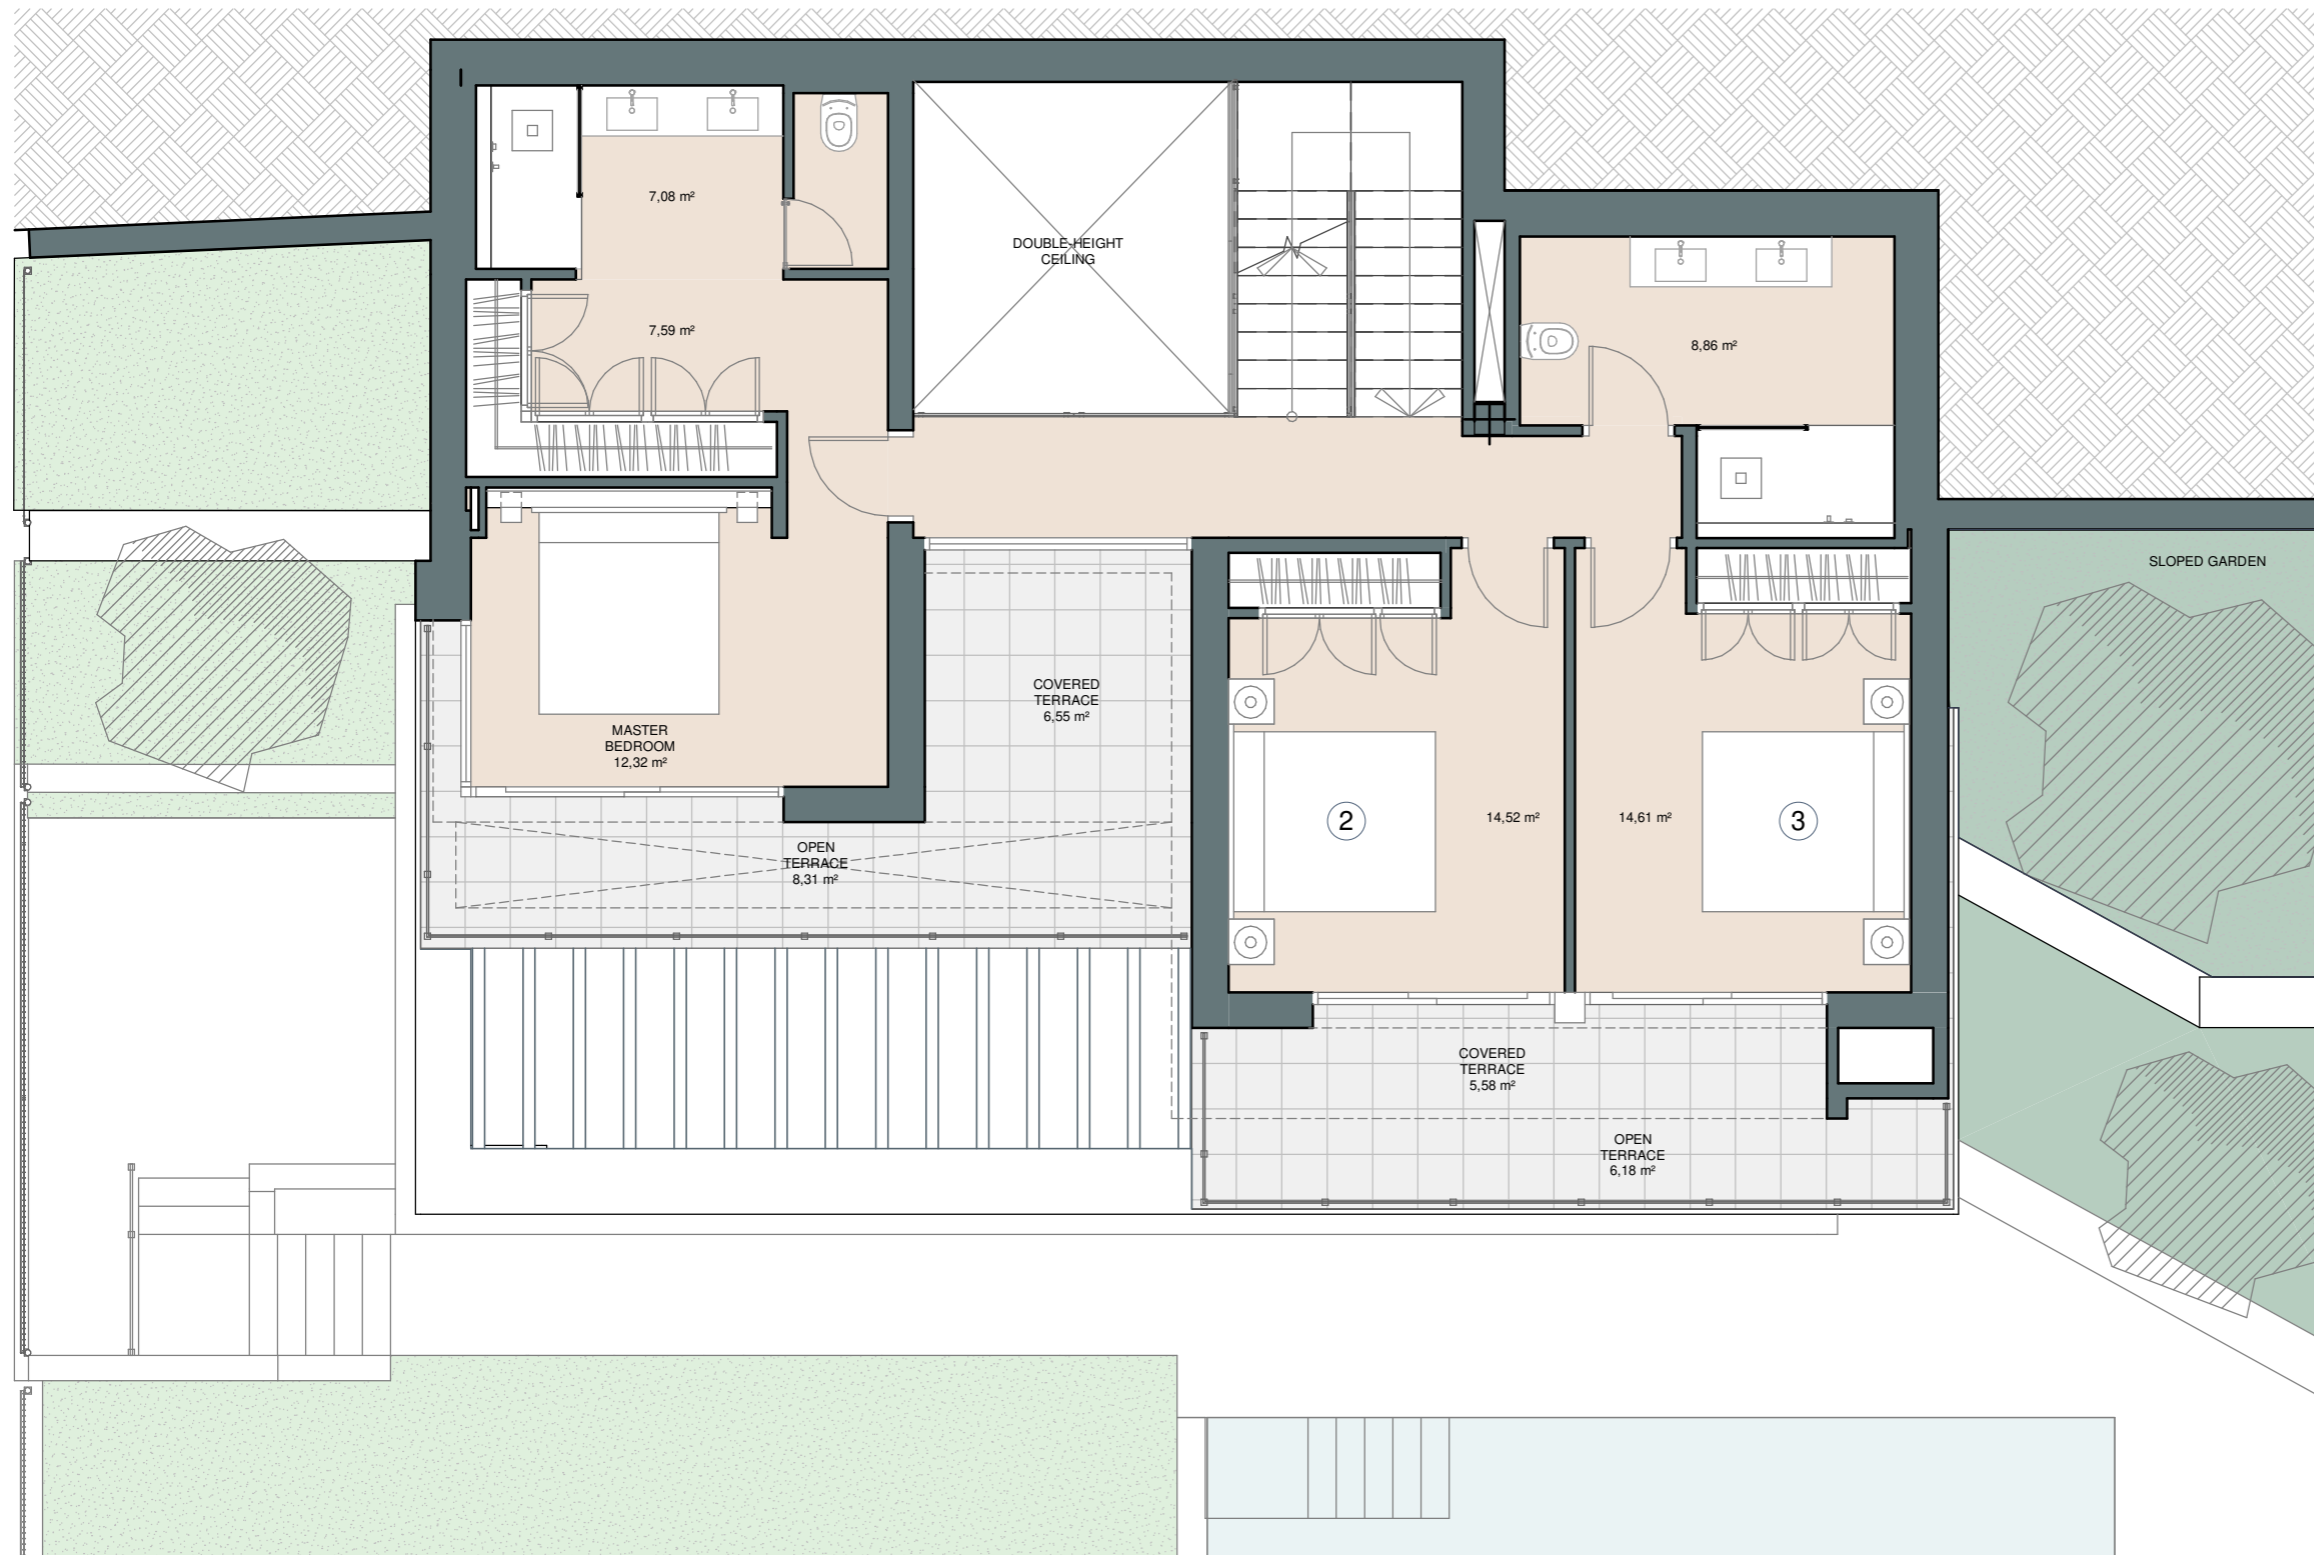 7,08 m²
DOUBLE-HEIGHT
CEILING
7,59 m²
8,86 m²
SLOPED GARDEN
COVERED
TERRACE
6,55 m²
MASTER
BEDROOM
12,32 m²
2
14,52 m²
14,61 m²
3
OPEN
TERRACE
8,31 m²
COVERED
TERRACE
5,58 m²
OPEN
TERRACE
6,18 m²